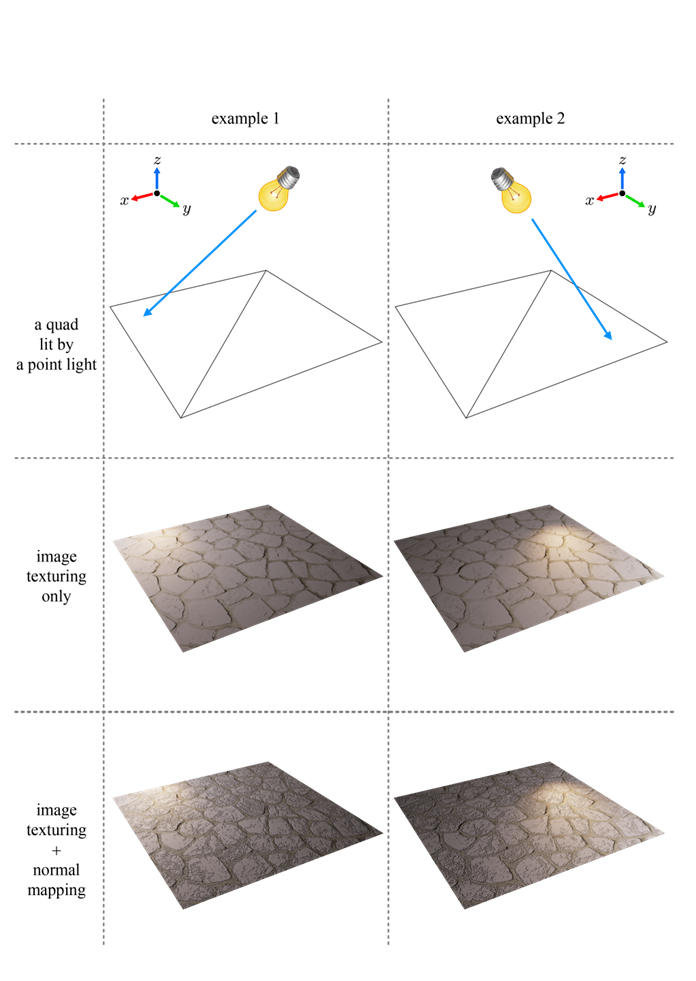 example 1
example 2
z
x
y
z
x
y
a quad
lit by
a point light
image
texturing
only
image
texturing
+
normal
mapping